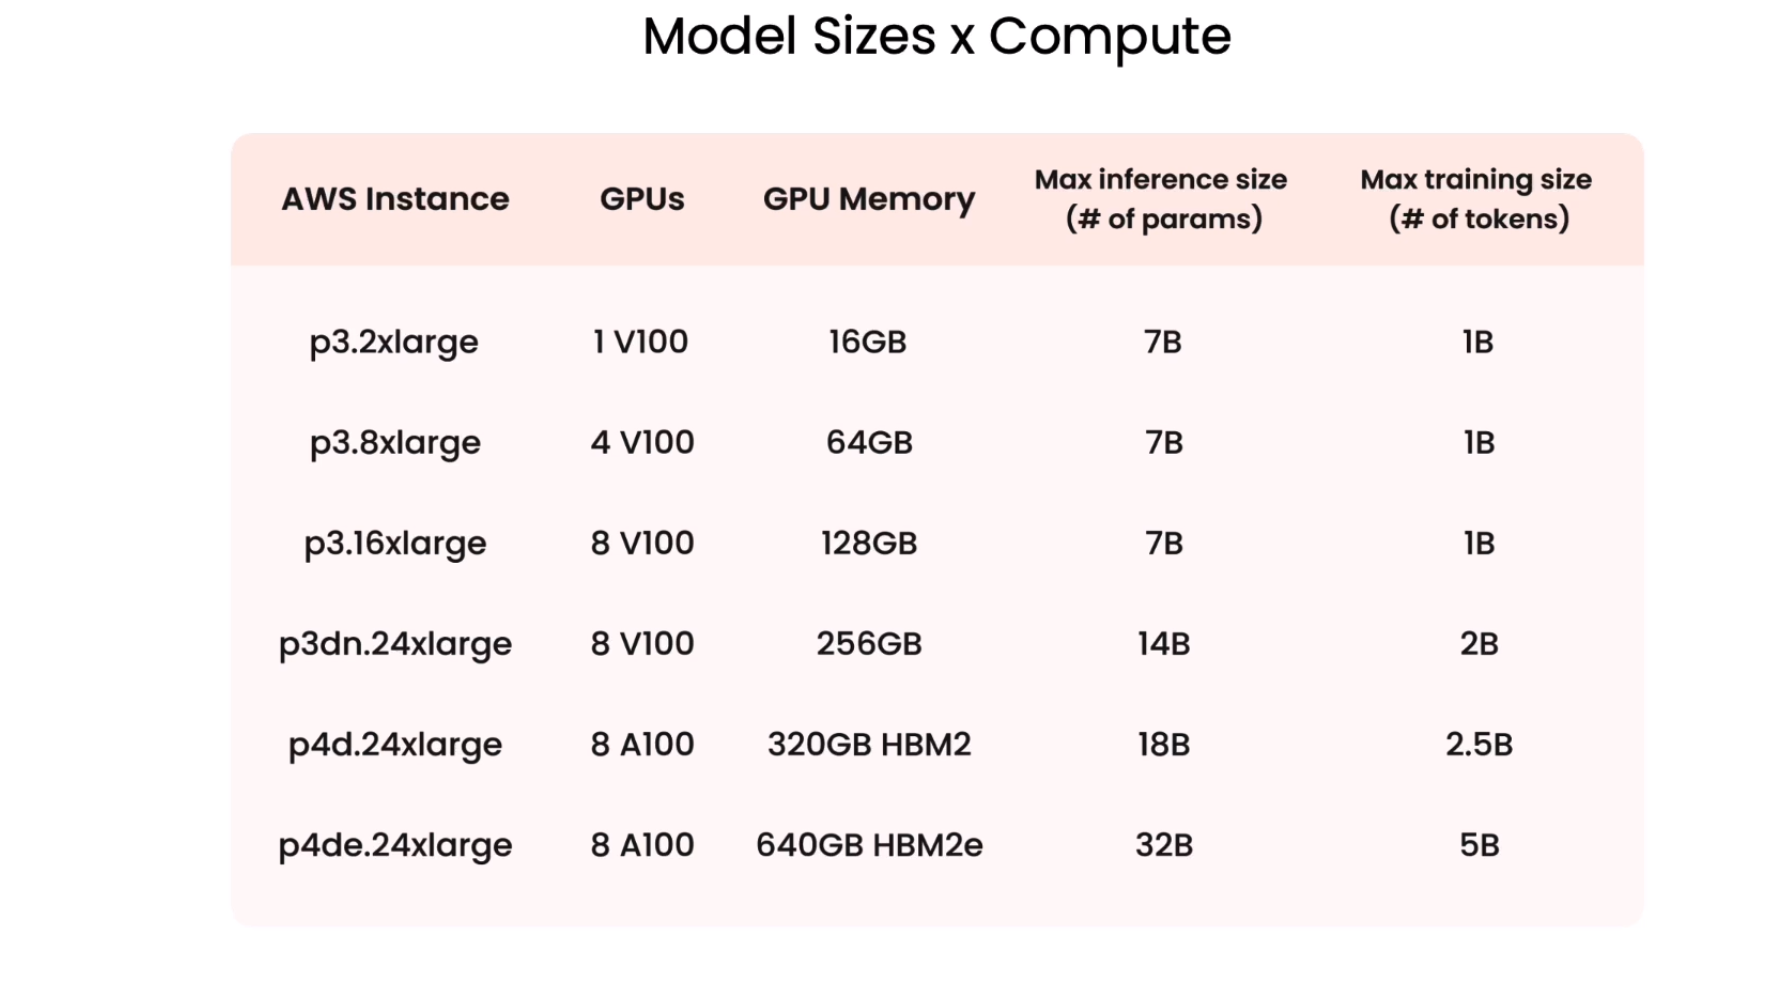 Model Sizes x Compute
AWS Instance GPUs GPU Memory Max inference size (# of params) Max training size (# of tokens)
p3.2xlarge 1 V100 16GB 7B 1B
p3.8xlarge 4 V100 64GB 7B 1B
p3.16xlarge 8 V100 128GB 7B 1B
p3dn.24xlarge 8 V100 256GB 14B 2B
p4d.24xlarge 8 A100 320GB HBM2 18B 2.5B
p4de.24xlarge 8 A100 640GB HBM2e 32B 5B